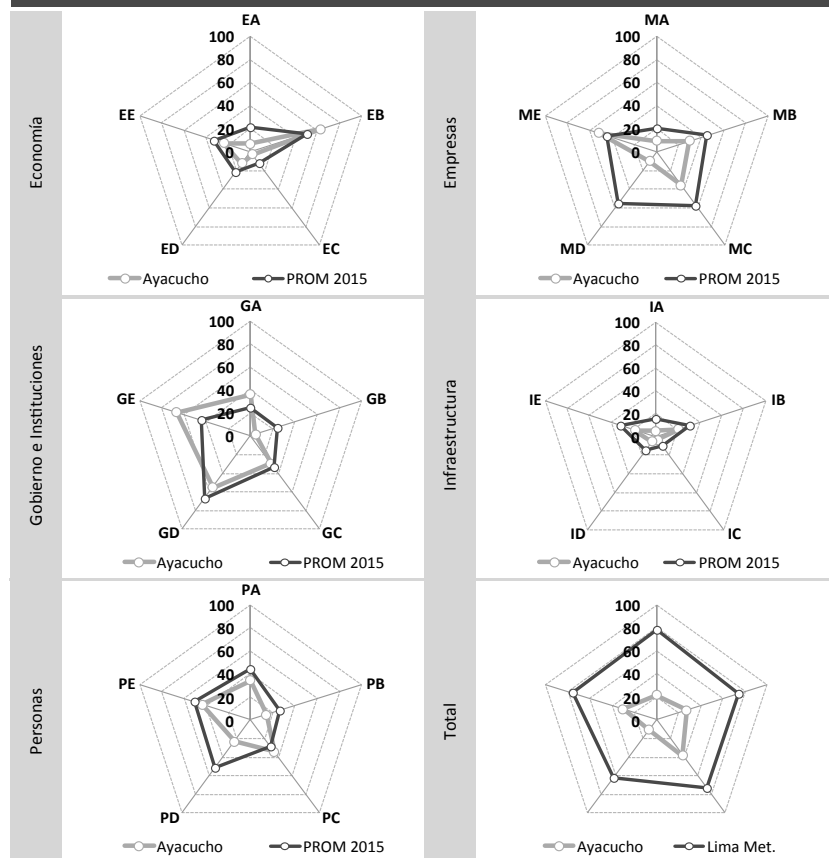 Economía
EA
100
80
60
40
20
0
EB
EC
ED
EE
Ayacucho
PROM 2015
Empresas
MA
100
80
60
40
20
0
MB
MC
MD
ME
Ayacucho
PROM 2015
Gobierno e Instituciones
GA
100
80
60
40
20
0
GB
GC
GD
GE
Ayacucho
PROM 2015
Infraestructura
IA
100
80
60
40
20
0
IB
IC
ID
IE
Ayacucho
PROM 2015
Personas
PA
100
80
60
40
20
0
PB
PC
PD
PE
Ayacucho
PROM 2015
Total
100
80
60
40
20
0
Ayacucho
Lima Met.